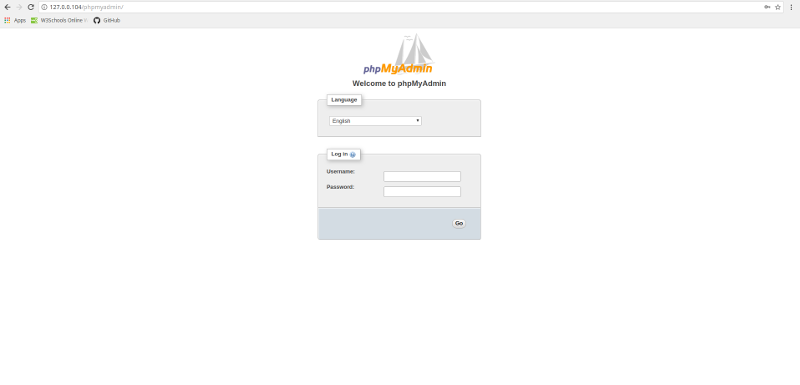 127.0.0.104/phpmyadmin/
Apps W3Schools Online GitHub
phpMyAdmin
Welcome to phpMyAdmin
Language
English
Log in
Username:
Password:
Go